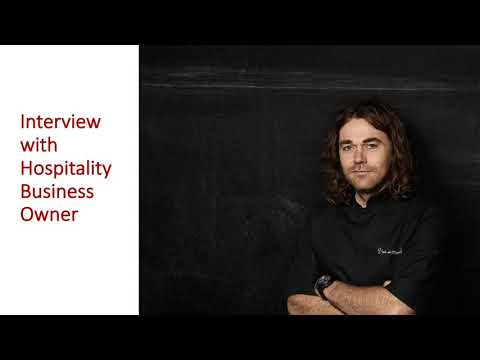 Interview
with
Hospitality
Business
Owner